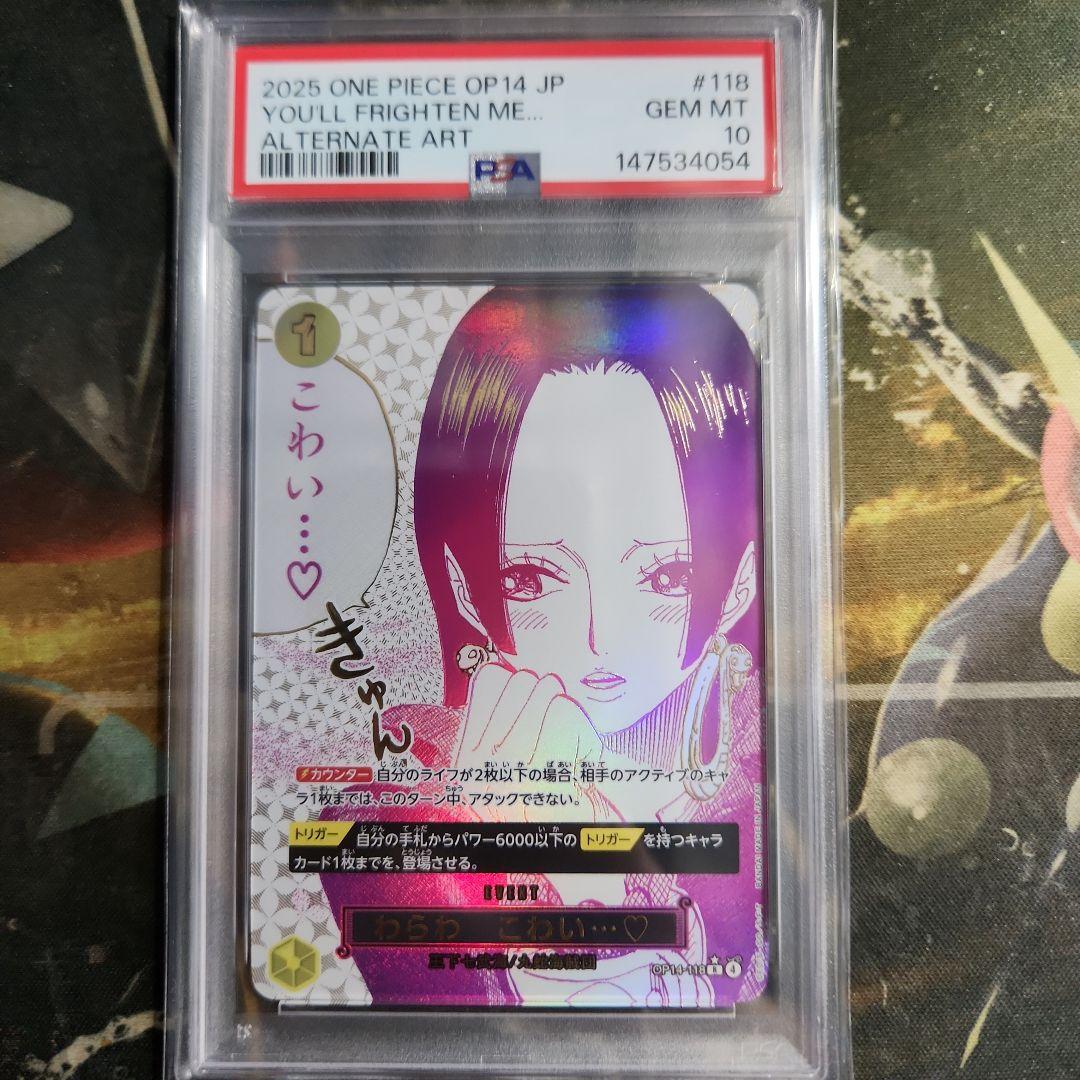 2025 ONE PIECE OP14 JP
#118
YOU'LL FRIGHTEN ME...
GEM MT
ALTERNATE ART
10
PSA
147534054
1
こわい…♡
きゅん
カウンター 自分のライフが2枚以下の場合、相手のアクティブのキャ
ラ1枚までは、このターン中、アタックできない。
トリガー 自分の手札からパワー6000以下の トリガー を持つキャラ
カード1枚までを、登場させる。
EVENT
わらわ こわい…♡
王下七武海/九蛇海賊団
OP14-118 R 4
BANDAI MADE IN JAPAN